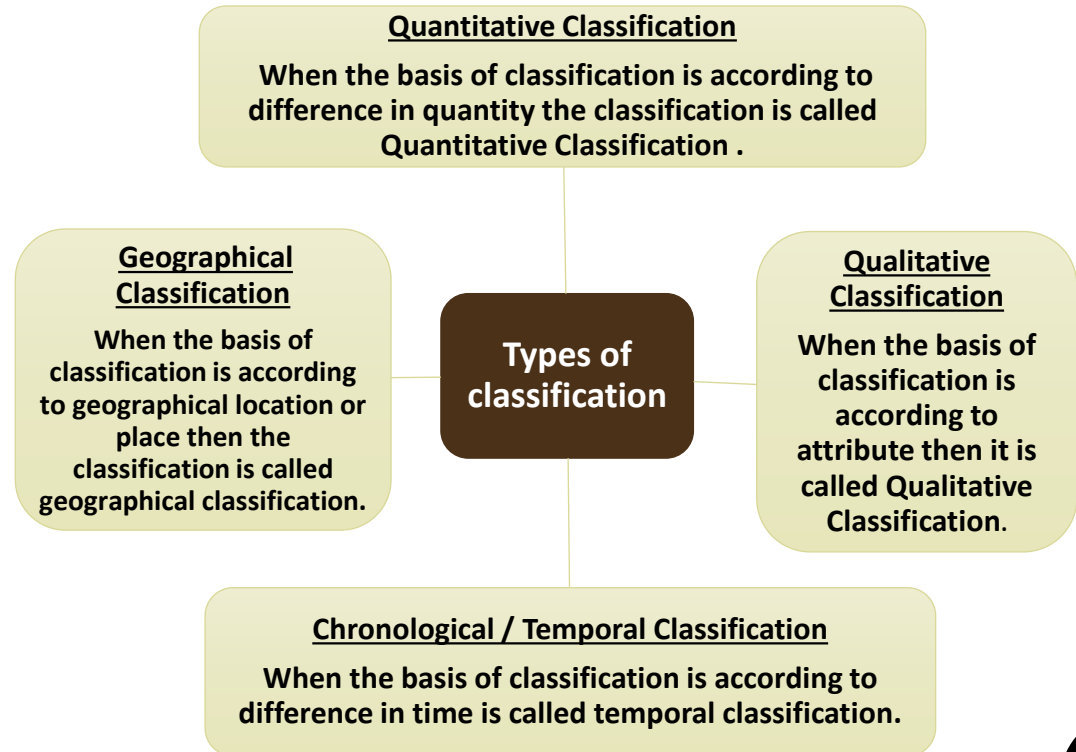 Quantitative Classification
When the basis of classification is according to
difference in quantity the classification is called
Quantitative Classification .
Geographical
Classification
When the basis of
classification is according
to geographical location or
place then the
classification is called
geographical classification.
Types of
classification
Qualitative
Classification
When the basis of
classification is
according to
attribute then it is
called Qualitative
Classification.
Chronological / Temporal Classification
When the basis of classification is according to
difference in time is called temporal classification.